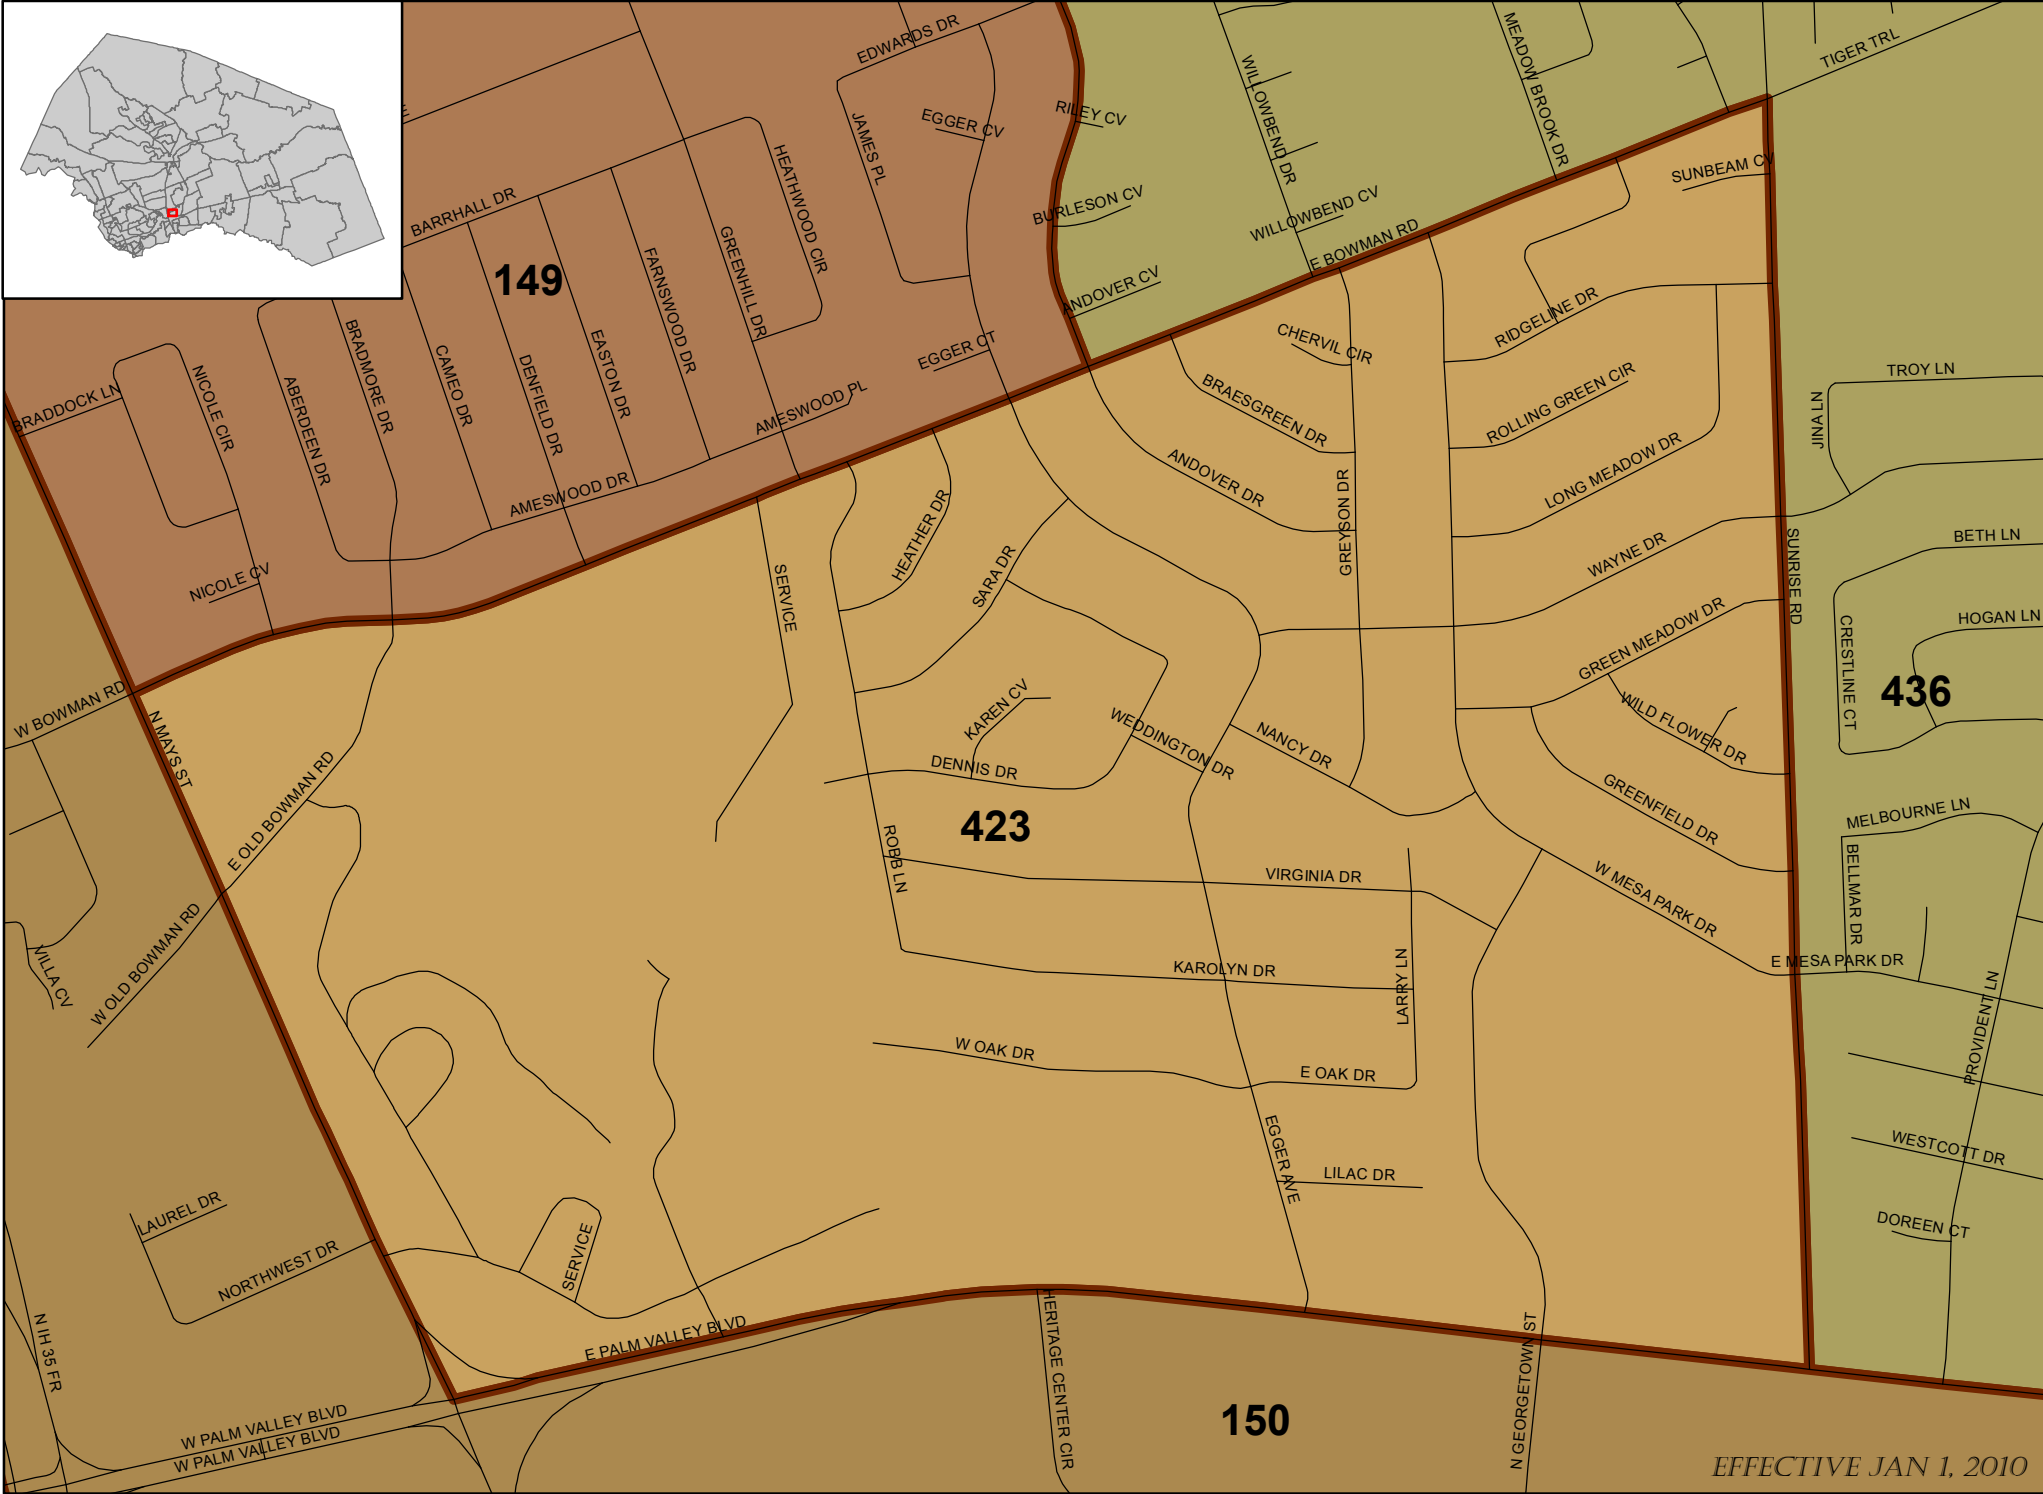 EDWARDS DR
EGGER CV
JAMES PL
HEATHWOOD CIR
BARRHALL DR
149
GREENHILL DR
FARNSWOOD DR
EASTON DR
DENFIELD DR
CAMEO DR
BRADMORE DR
ABERDEEN DR
NICOLE CIR
BRADDOCK LN
EGGER CT
AMESWOOD PL
AMESWOOD DR
NICOLE CV
RILEY CV
BURLESON CV
ANDOVER CV
WILLOWBEND DR
WILLOWBEND CV
MEADOW BROOK DR
TIGER TRL
E BOWMAN RD
SUNBEAM CV
RIDGELINE DR
CHERVIL CIR
BRAESGREEN DR
ANDOVER DR
ROLLING GREEN CIR
LONG MEADOW DR
GREYSON DR
WAYNE DR
GREEN MEADOW DR
WILD FLOWER DR
GREENFIELD DR
SUNRISE RD
TROY LN
JINIA LN
BETH LN
HOGAN LN
CRESTLINE CT
436
MELBOURNE LN
BELLMAR DR
E MESA PARK DR
W MESA PARK DR
PROVIDENT LN
WESTCOTT DR
DOREEN CT
W BOWMAN RD
N MAYS ST
E OLD BOWMAN RD
W OLD BOWMAN RD
VILLA CV
SERVICE
HEATHER DR
SARA DR
KAREN CV
DENNIS DR
WEDDINGTON DR
NANCY DR
423
ROBB LN
VIRGINIA DR
KAROLYN DR
LARRY LN
W OAK DR
E OAK DR
EGGER AVE
LILAC DR
LAUREL DR
NORTHWEST DR
SERVICE
N IH 35 FR
E PALM VALLEY BLVD
W PALM VALLEY BLVD
W PALM VALLEY BLVD
HERITAGE CENTER CIR
150
N GEORGETOWN ST
EFFECTIVE JAN 1, 2010